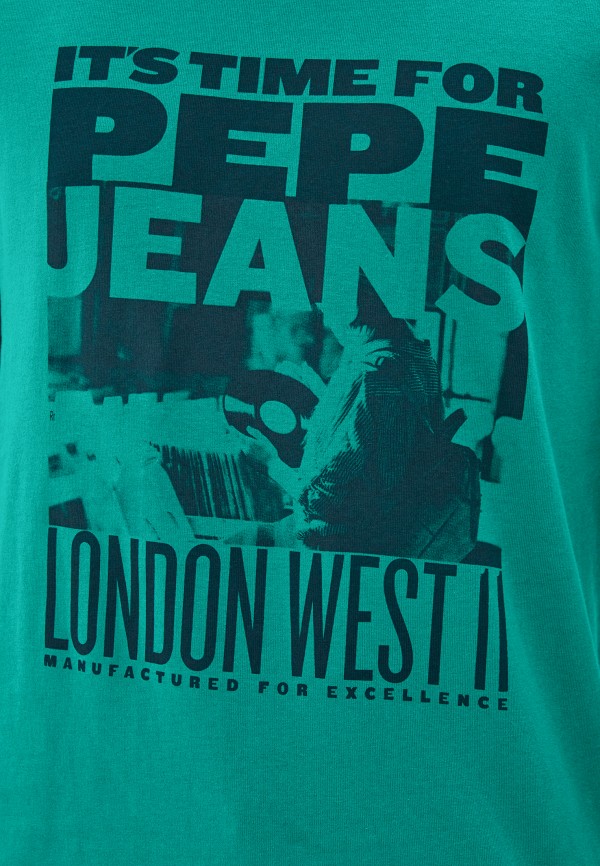 IT'S TIME FOR
PEPE
JEANS
LONDON WEST 11
MANUFACTURED FOR EXCELLENCE